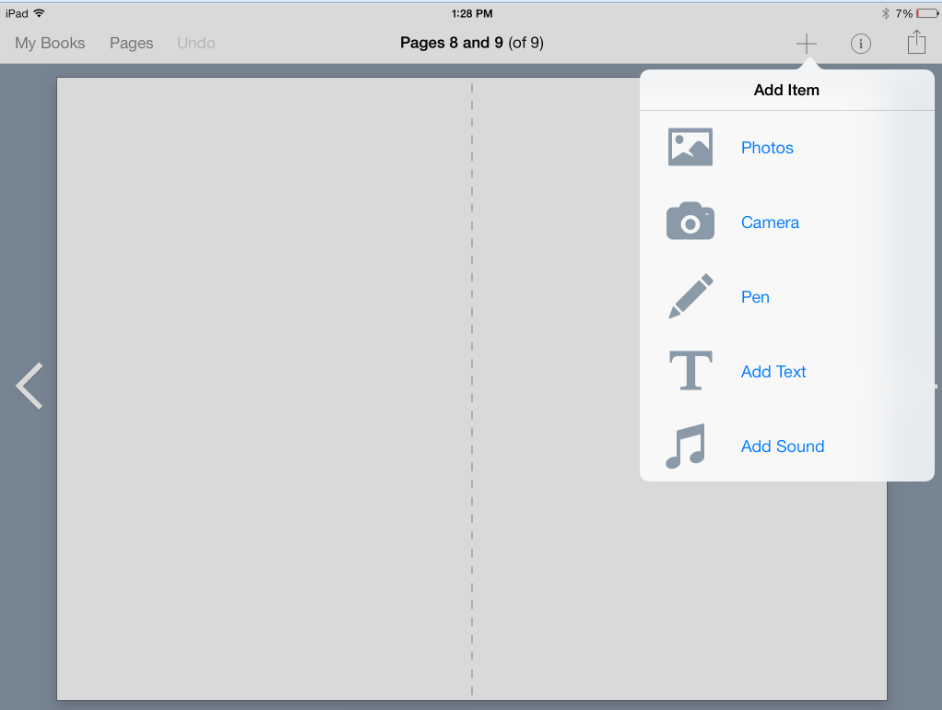 iPad 1:28 PM 7%
My Books Pages Undo Pages 8 and 9 (of 9)
Add Item
Photos
Camera
Pen
Add Text
Add Sound